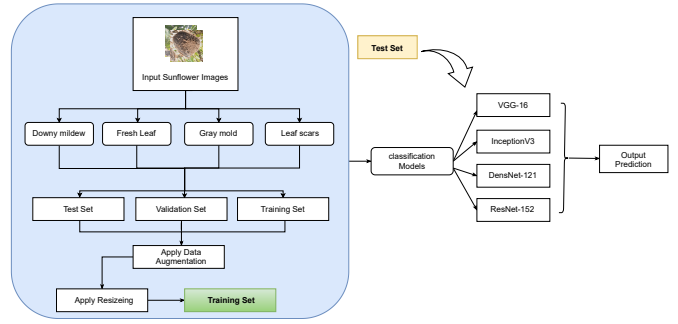 Input Sunflower Images
Downy mildew
Fresh Leaf
Gray mold
Leaf scars
Test Set
Validation Set
Training Set
Apply Data
Augmentation
Apply Resizeing
Training Set
Test Set
classification
Models
VGG-16
InceptionV3
DensNet-121
ResNet-152
Output
Prediction